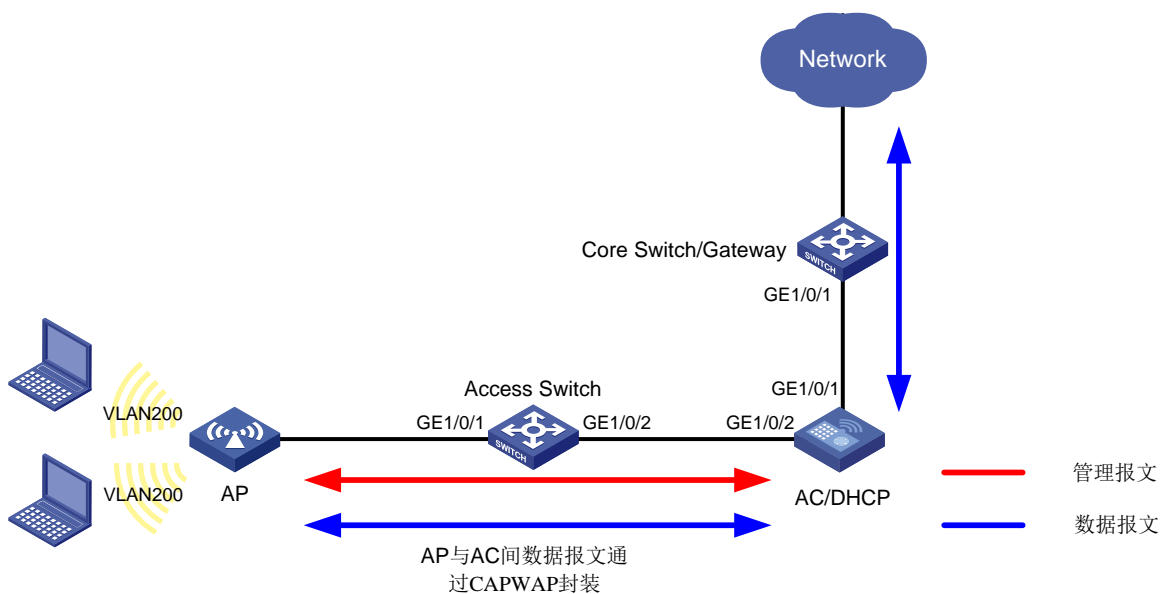 Network
Core Switch/Gateway
SWITCH
GE1/0/1
Access Switch
GE1/0/1
VLAN200
GE1/0/1
GE1/0/2
GE1/0/2
SWITCH
VLAN200
AP
AC/DHCP
管理报文
数据报文
AP与AC间数据报文通
过CAPWAP封装